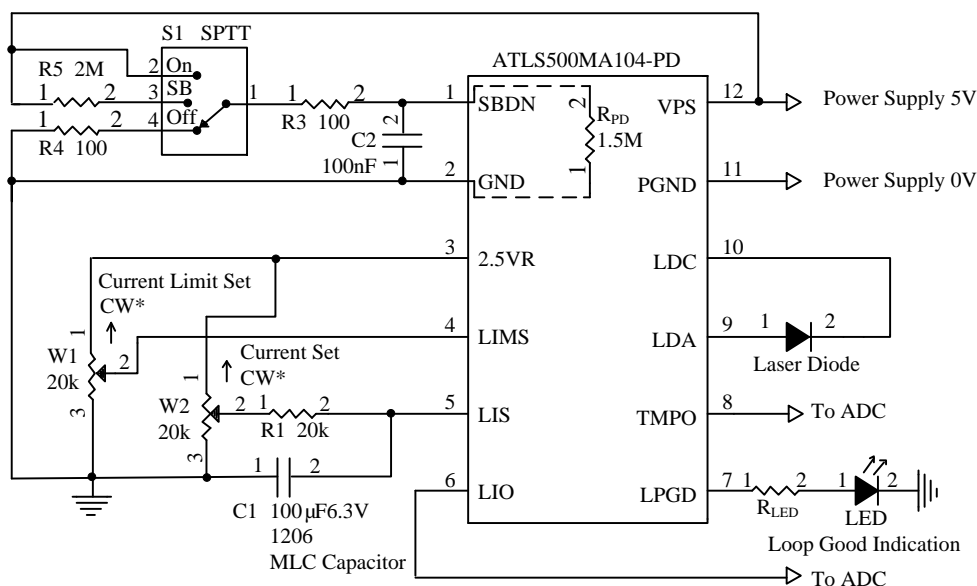 S1 SPTT
ATLS500MA104-PD
R5 2M
1 2
2 On
3 SB
4 Off
1
1 2
R3 100
1 2
R4 100
2
C2
100nF
1
1 SBDN
2
R_PD
1.5M
1
2 GND
VPS 12
Power Supply 5V
PGND 11
Power Supply 0V
3 2.5VR
LDC 10
Current Limit Set
CW*
1
W1
20k
2
3
4 LIMS
LDA 9
1 2
Laser Diode
Current Set
CW*
1
W2
20k
2
3
1 2
R1 20k
5 LIS
TMPO 8
To ADC
1 2
C1 100µF6.3V
1206
MLC Capacitor
6 LIO
LPGD 7
1 2
R_LED
1 2
LED
Loop Good Indication
To ADC